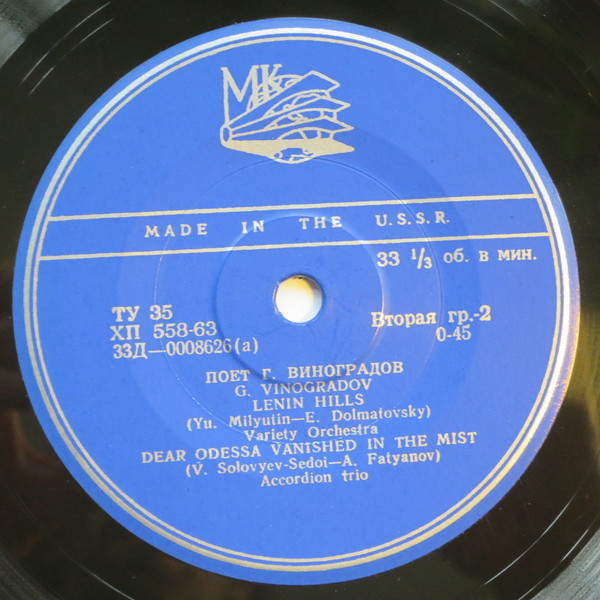 МК
MADE IN THE U.S.S.R.
33 1/3 об. в мин.
ТУ 35
ХП 558-63
33Д—0008626(а)
Вторая гр.-2
0-45
ПОЕТ Г. ВИНОГРАДОВ
G. VINOGRADOV
LENIN HILLS
(Yu. Milyutin—E. Dolmatovsky)
Variety Orchestra
DEAR ODESSA VANISHED IN THE MIST
(V. Solovyev-Sedoi—A. Fatyanov)
Accordion trio